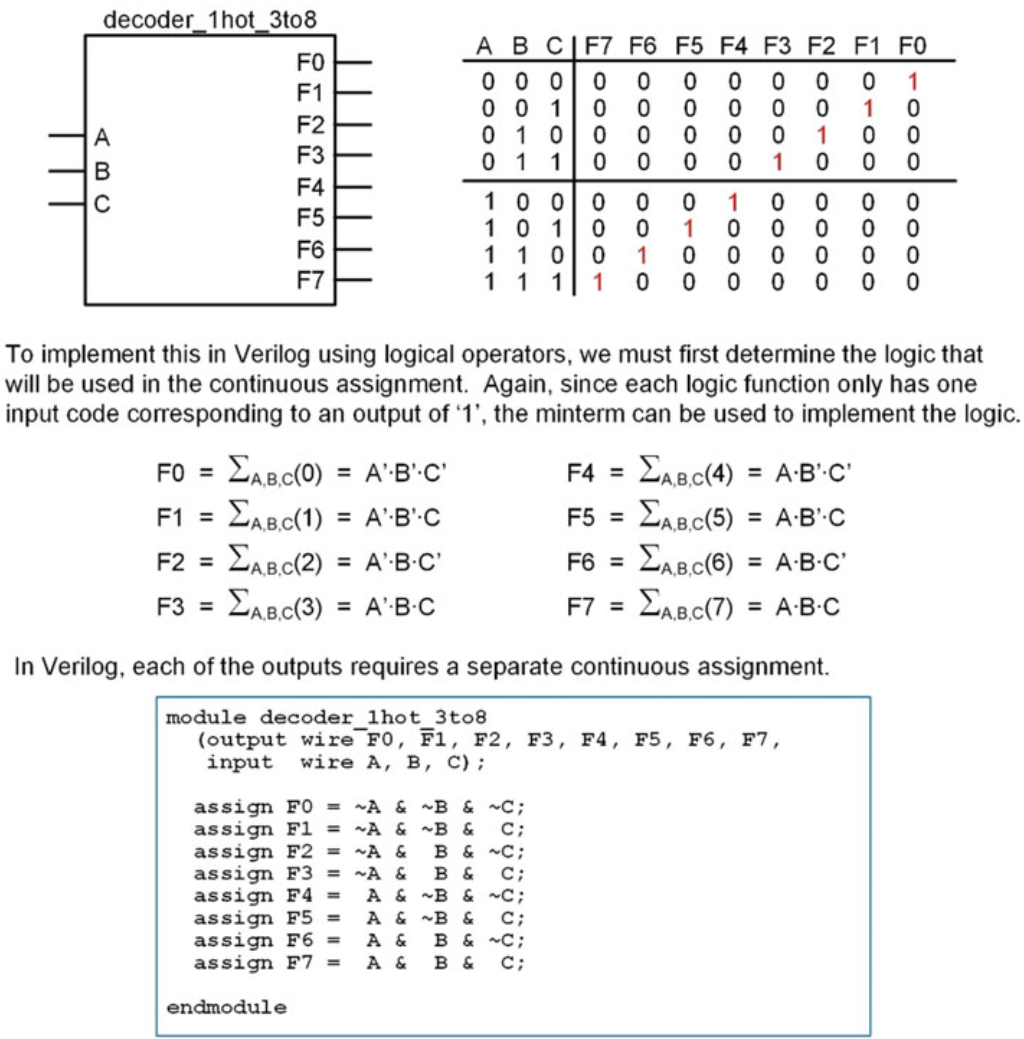 decoder_1hot_3to8
A
B
C
F0
F1
F2
F3
F4
F5
F6
F7
A B C F7 F6 F5 F4 F3 F2 F1 F0
0 0 0 0 0 0 0 0 0 0 1
0 0 1 0 0 0 0 0 0 1 0
0 1 0 0 0 0 0 0 1 0 0
0 1 1 0 0 0 0 1 0 0 0
1 0 0 0 0 0 1 0 0 0 0
1 0 1 0 0 1 0 0 0 0 0
1 1 0 0 1 0 0 0 0 0 0
1 1 1 1 0 0 0 0 0 0 0
To implement this in Verilog using logical operators, we must first determine the logic that
will be used in the continuous assignment. Again, since each logic function only has one
input code corresponding to an output of ‘1’, the minterm can be used to implement the logic.
F0 = ∑A,B,C(0) = A'·B'·C'
F1 = ∑A,B,C(1) = A'·B'·C
F2 = ∑A,B,C(2) = A'·B·C'
F3 = ∑A,B,C(3) = A'·B·C
F4 = ∑A,B,C(4) = A·B'·C'
F5 = ∑A,B,C(5) = A·B'·C
F6 = ∑A,B,C(6) = A·B·C'
F7 = ∑A,B,C(7) = A·B·C
In Verilog, each of the outputs requires a separate continuous assignment.
module decoder_1hot_3to8
(output wire F0, F1, F2, F3, F4, F5, F6, F7,
input wire A, B, C);
assign F0 = ~A & ~B & ~C;
assign F1 = ~A & ~B & C;
assign F2 = ~A & B & ~C;
assign F3 = ~A & B & C;
assign F4 = A & ~B & ~C;
assign F5 = A & ~B & C;
assign F6 = A & B & ~C;
assign F7 = A & B & C;
endmodule